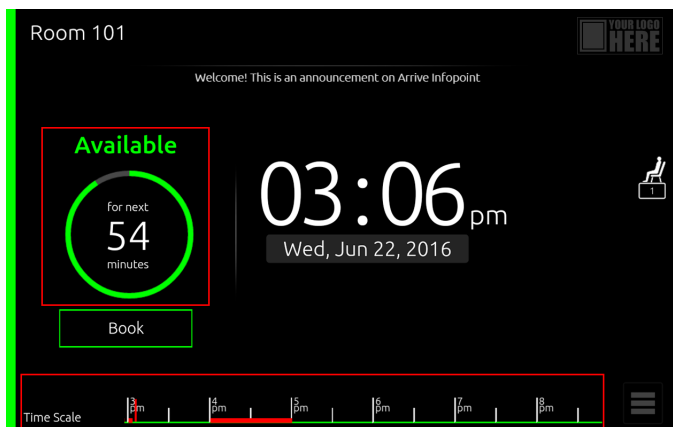 Room 101
YOUR LOGO
HERE
Welcome! This is an announcement on Arrive Infopoint
Available
for next
54
minutes
03:06 pm
Wed, Jun 22, 2016
1
Book
Time Scale
3 pm
4 pm
5 pm
6 pm
7 pm
8 pm